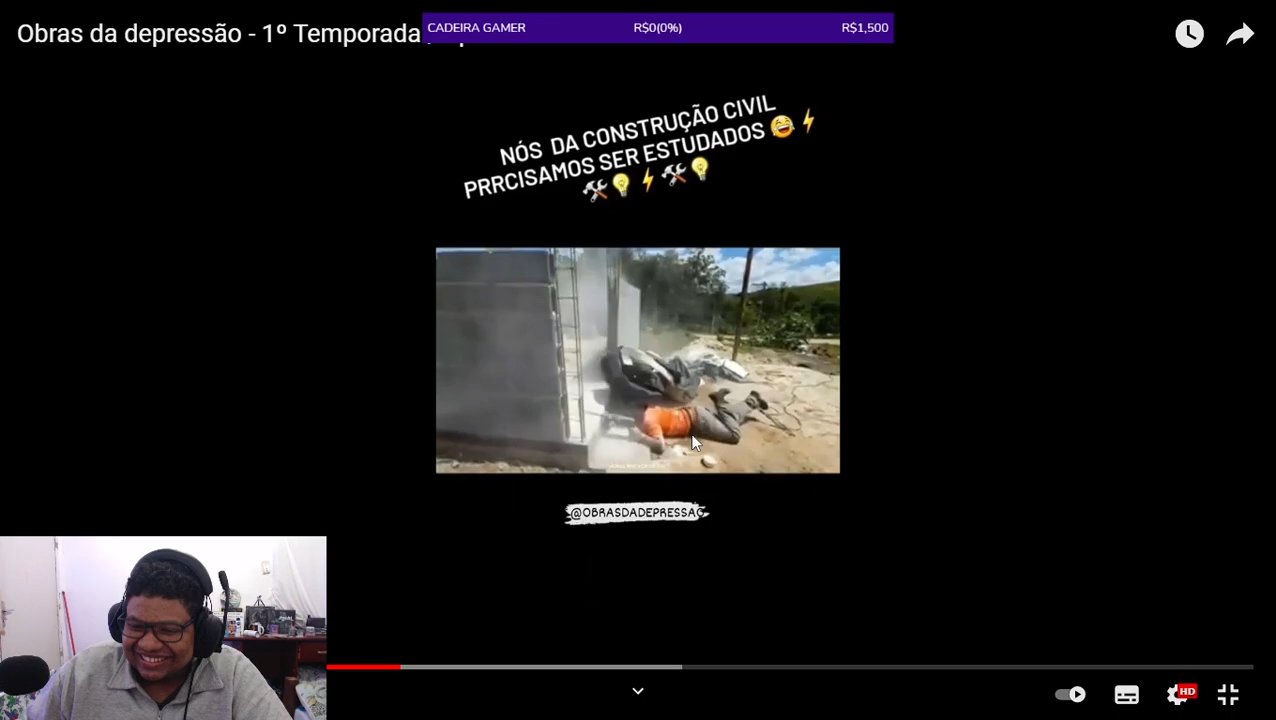 Obras da depressão - 1º Temporada
CADEIRA GAMER R$0(0%) R$1,500
NÓS DA CONSTRUÇÃO CIVIL
PRRCISAMOS SER ESTUDADOS 😂⚡
🛠💡⚡🛠💡
@OBRASDADEPRESSAO
HD